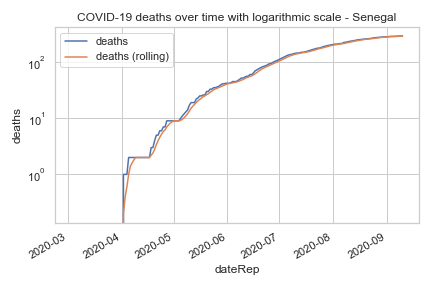 COVID-19 deaths over time with logarithmic scale - Senegal
deaths
deaths (rolling)
10²
10¹
10⁰
deaths
2020-03
2020-04
2020-05
2020-06
2020-07
2020-08
2020-09
dateRep